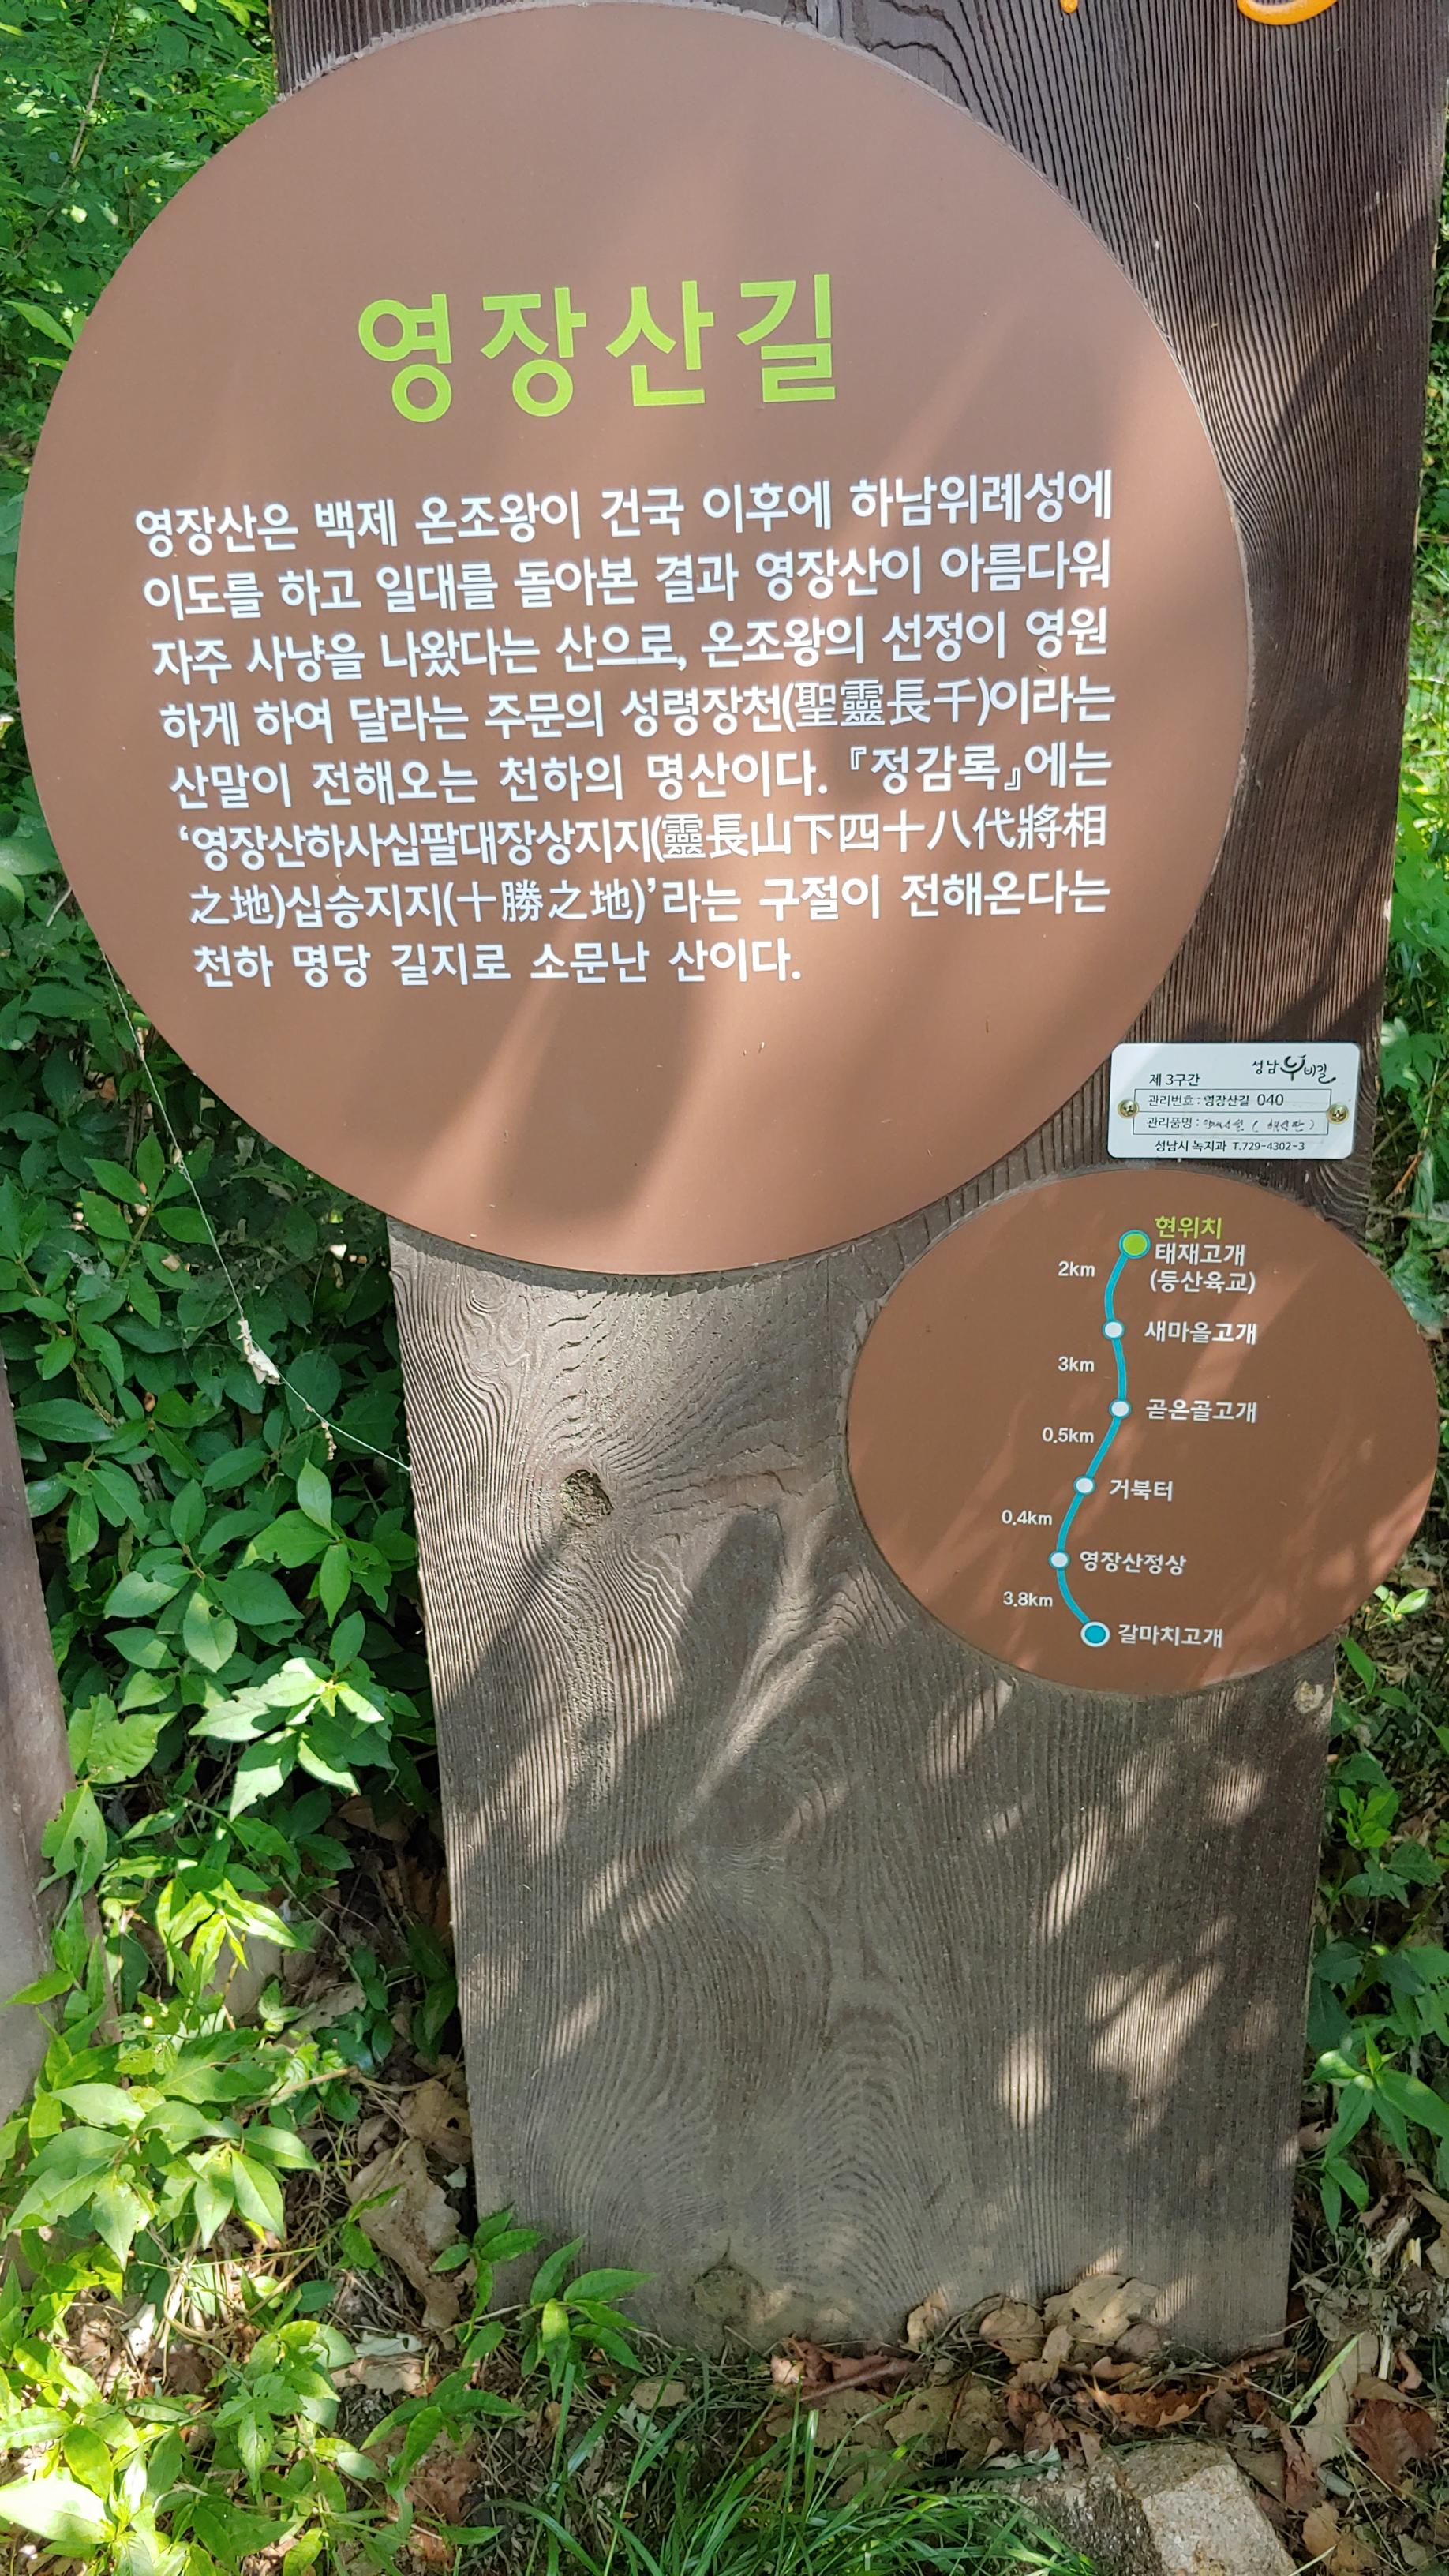 영장산길
영장산은 백제 온조왕이 건국 이후에 하남위례성에
이도를 하고 일대를 돌아본 결과 영장산이 아름다워
자주 사냥을 나왔다는 산으로, 온조왕의 선정이 영원
하게 하여 달라는 주문의 성령장천(聖靈長千)이라는
산말이 전해오는 천하의 명산이다. 『정감록』에는
‘영장산하사십팔대장상지지(靈長山下四十八代將相
之地)십승지지(十勝之地)’라는 구절이 전해온다는
천하 명당 길지로 소문난 산이다.
성남누비길
제 3구간
관리번호 : 영장산길 040
관리품명 :
성남시 녹지과 T.729-4302~3
현위치
태재고개
(등산육교)
2km
새마을고개
3km
곧은골고개
0.5km
거북터
0.4km
영장산정상
3.8km
갈마치고개